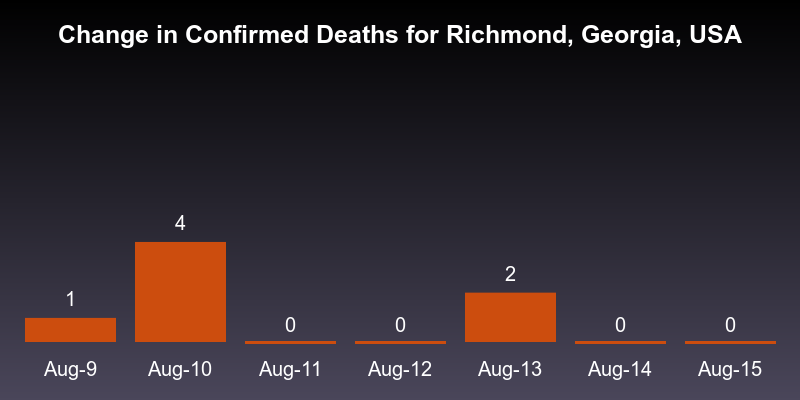 Change in Confirmed Deaths for Richmond, Georgia, USA
1
4
0
0
2
0
0
Aug-9
Aug-10
Aug-11
Aug-12
Aug-13
Aug-14
Aug-15